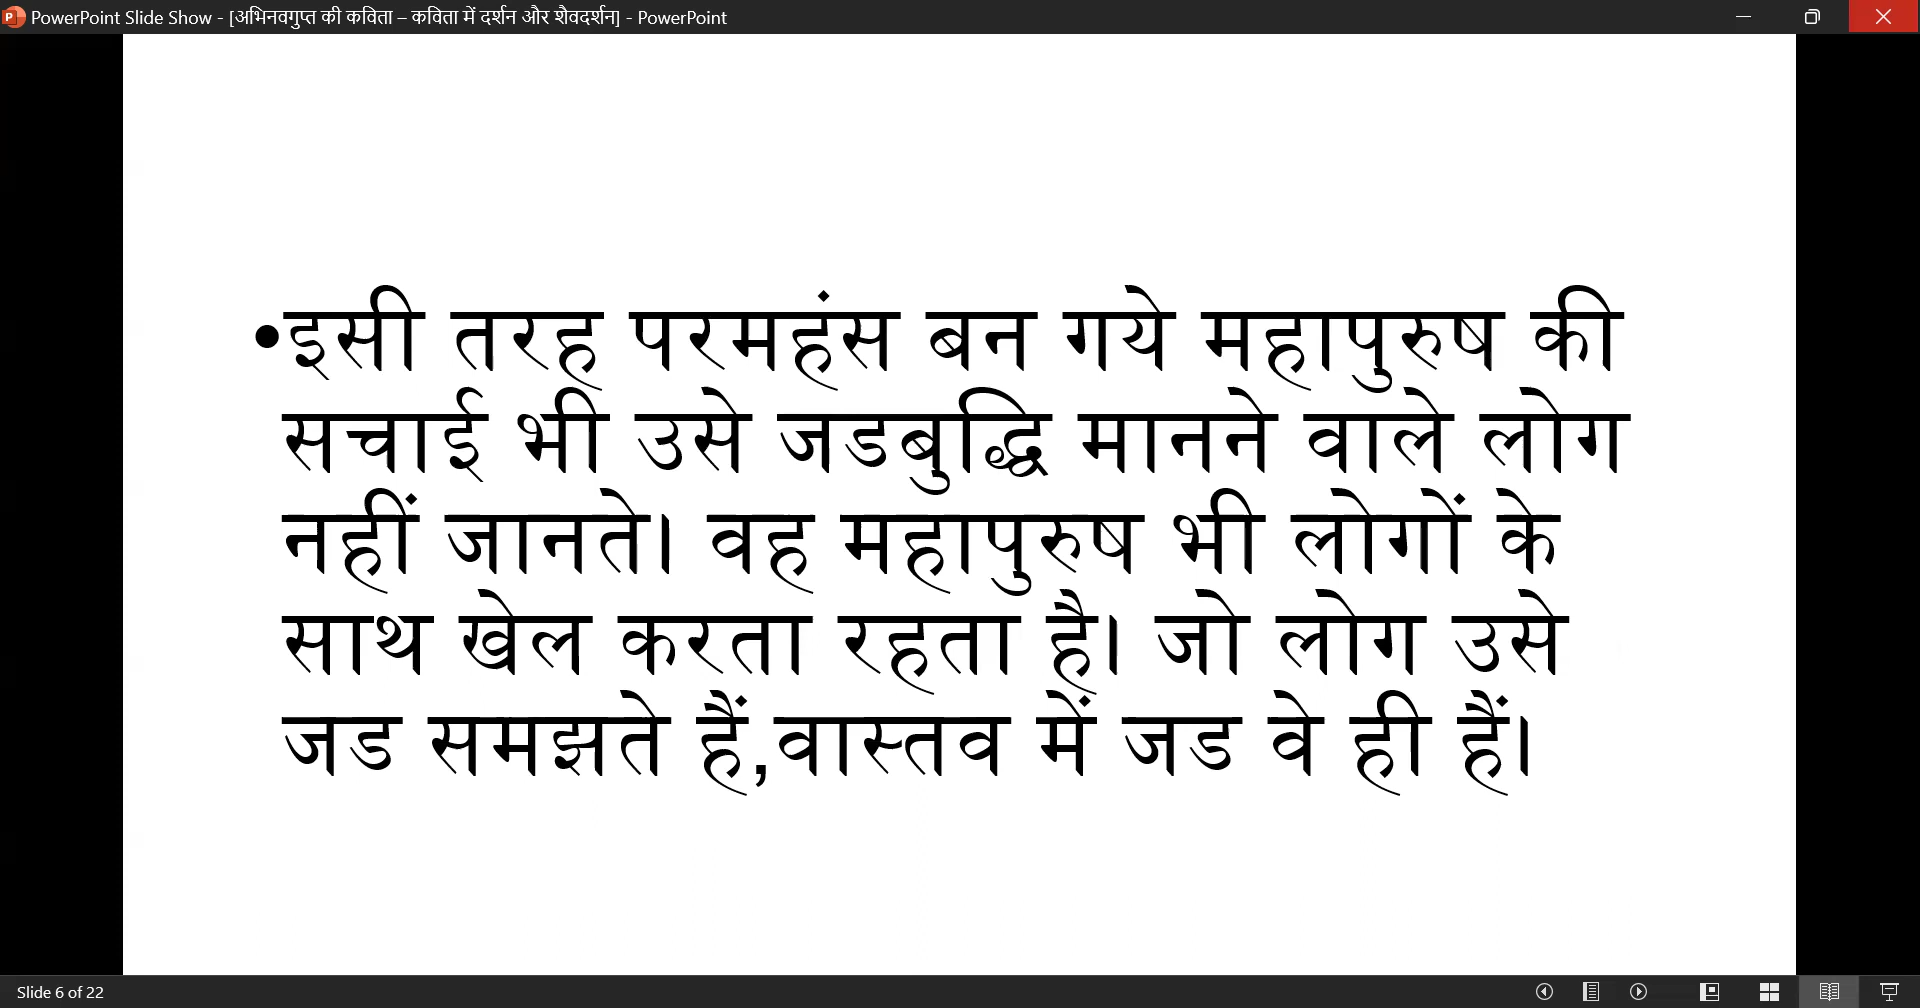 PowerPoint Slide Show - [अभिनवगुप्त की कविता – कविता में दर्शन और शैवदर्शन] - PowerPoint
•इसी तरह परमहंस बन गये महापुरुष की
सचाई भी उसे जडबुद्धि मानने वाले लोग
नहीं जानते। वह महापुरुष भी लोगों के
साथ खेल करता रहता है। जो लोग उसे
जड समझते हैं,वास्तव में जड वे ही हैं।
Slide 6 of 22